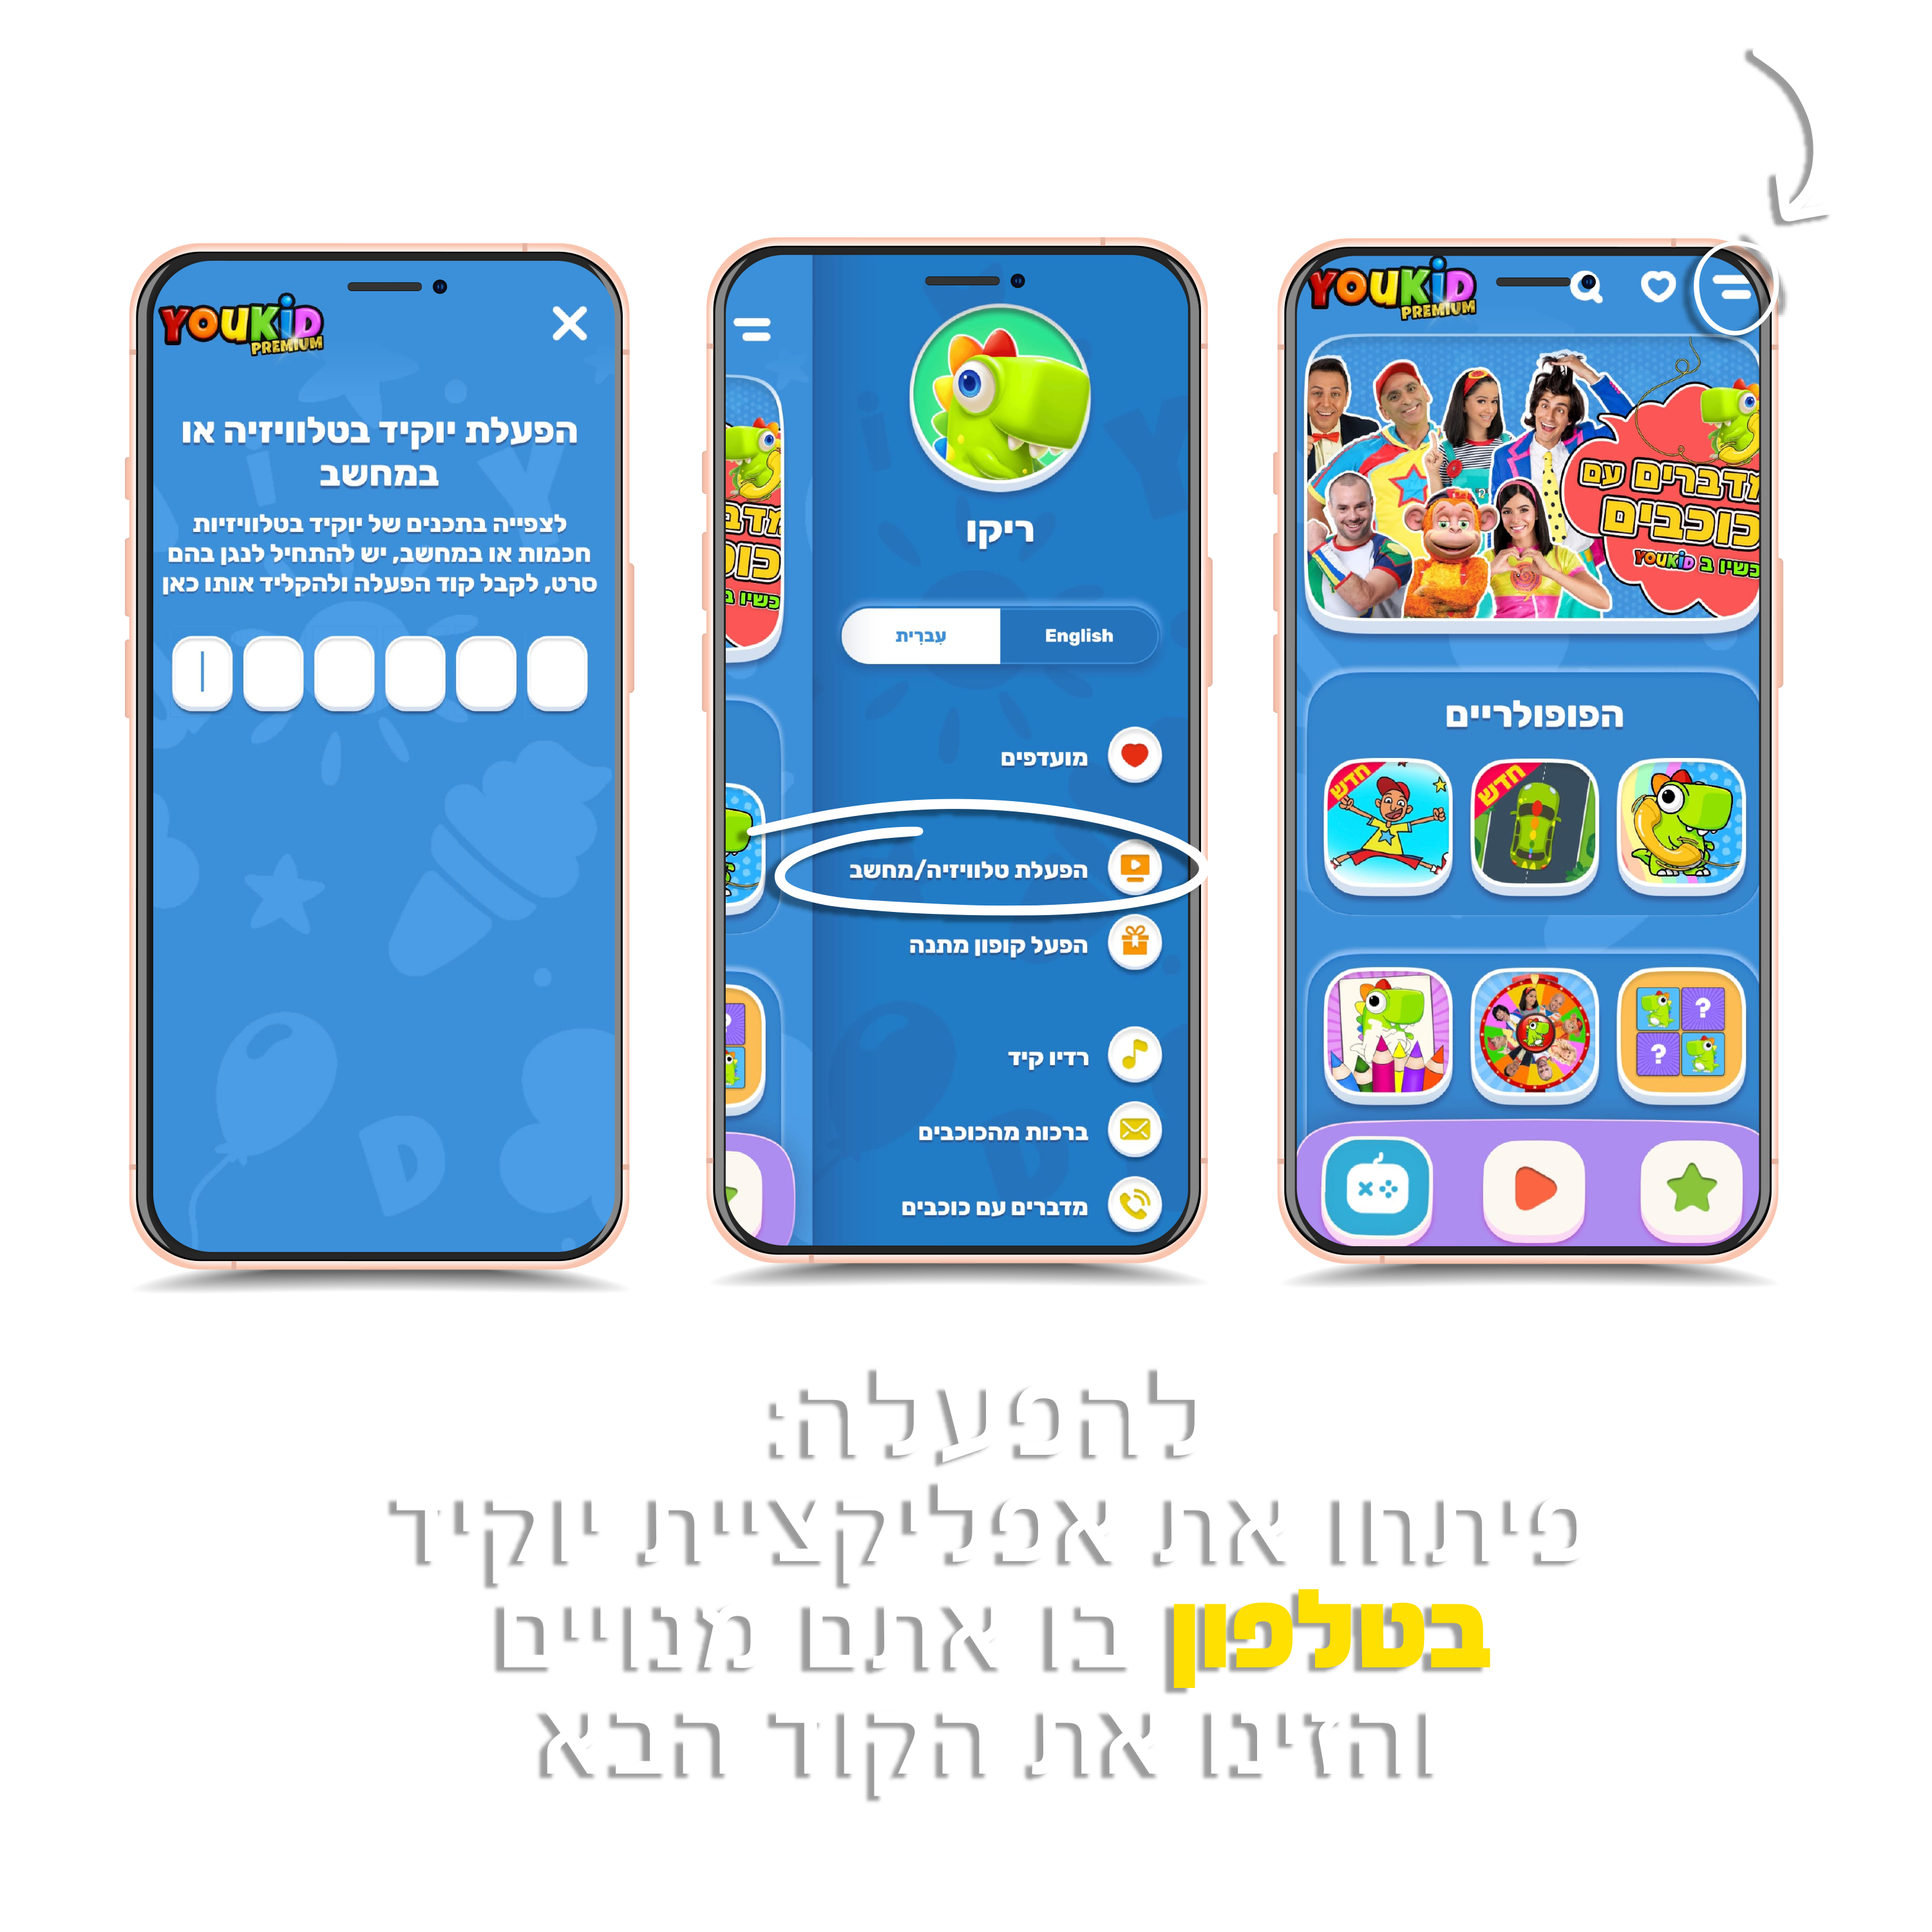 YOUKID
PREMIUM
מדברים עם
כוכבים
YOUKID
הפופולריים
חדש
חדש
ריקו
עברית
English
מועדפים
הפעלת טלוויזיה/מחשב
הפעל קופון מתנה
רדיו קיד
ברכות מהכוכבים
מדברים עם כוכבים
YOUKID
PREMIUM
הפעלת יוקיד בטלוויזיה או
במחשב
לצפייה בתכנים של יוקיד בטלוויזיות
חכמות או במחשב, יש להתחיל לנגן בהם
סרט, לקבל קוד הפעלה ולהקליד אותו כאן
להפעלה:
פיתחו את אפליקציית יוקיד
בטלפון בו אתם מנויים
והזינו את הקוד הבא